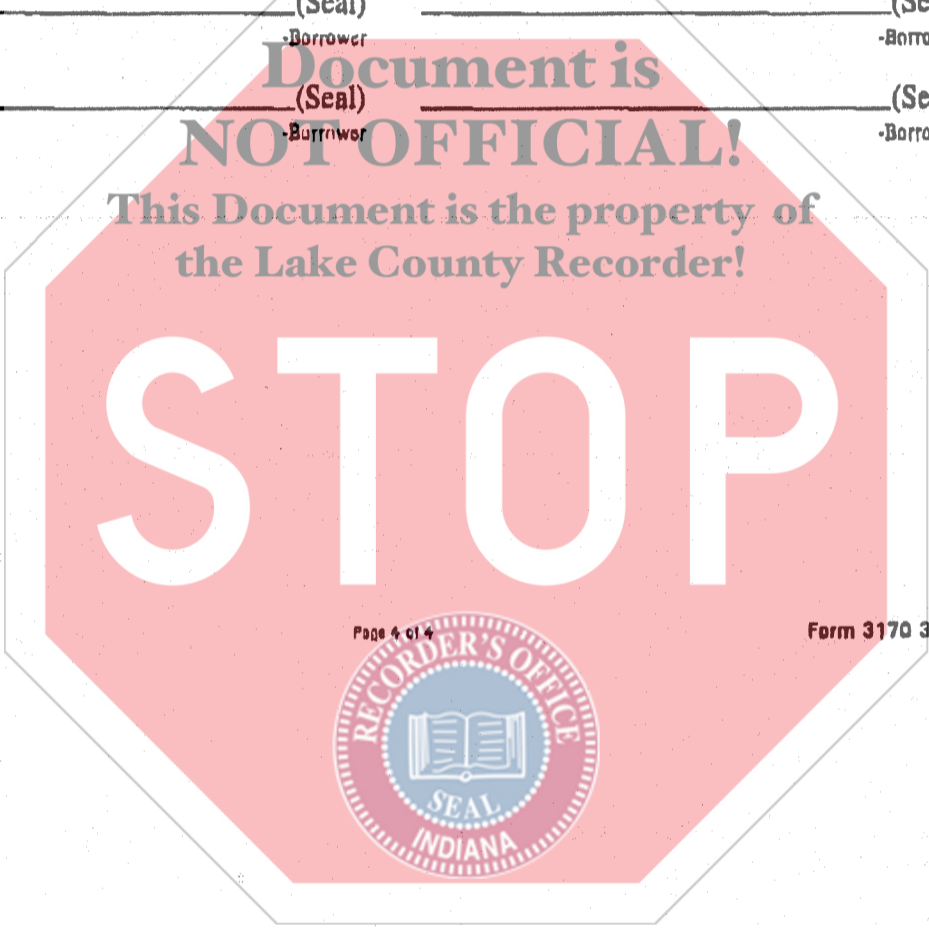 (Seal)
-Borrower
Document is
(Seal)
-Borrower
NOT OFFICIAL!
This Document is the property of
the Lake County Recorder!
STOP
Page 4 of 4
Form 3170 3
RECORDER'S OFFICE
SEAL
INDIANA